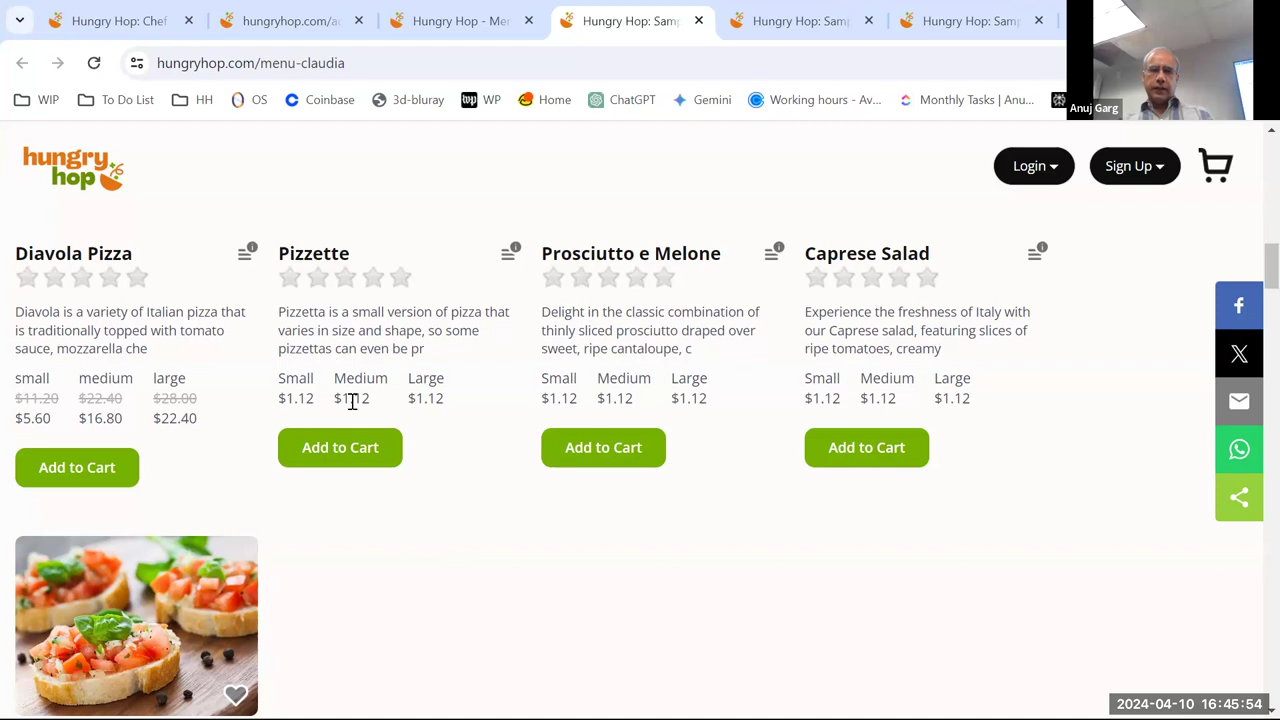 Hungry Hop: Chef
hungryhop.com/a
Hungry Hop - Me
Hungry Hop: Sam
Hungry Hop: Sam
Hungry Hop: Sam
hungryhop.com/menu-claudia
WIP
To Do List
HH
OS
Coinbase
3d-bluray
wp WP
Home
ChatGPT
Gemini
Working hours - Av...
Monthly Tasks | Anu...
Anuj Garg
hungry
hop
Login
Sign Up
Diavola Pizza
Diavola is a variety of Italian pizza that
is traditionally topped with tomato
sauce, mozzarella che
small medium large
$11.20 $22.40 $28.00
$5.60 $16.80 $22.40
Add to Cart
Pizzette
Pizzetta is a small version of pizza that
varies in size and shape, so some
pizzettas can even be pr
Small Medium Large
$1.12 $1.12 $1.12
Add to Cart
Prosciutto e Melone
Delight in the classic combination of
thinly sliced prosciutto draped over
sweet, ripe cantaloupe, c
Small Medium Large
$1.12 $1.12 $1.12
Add to Cart
Caprese Salad
Experience the freshness of Italy with
our Caprese salad, featuring slices of
ripe tomatoes, creamy
Small Medium Large
$1.12 $1.12 $1.12
Add to Cart
2024-04-10 16:45:54